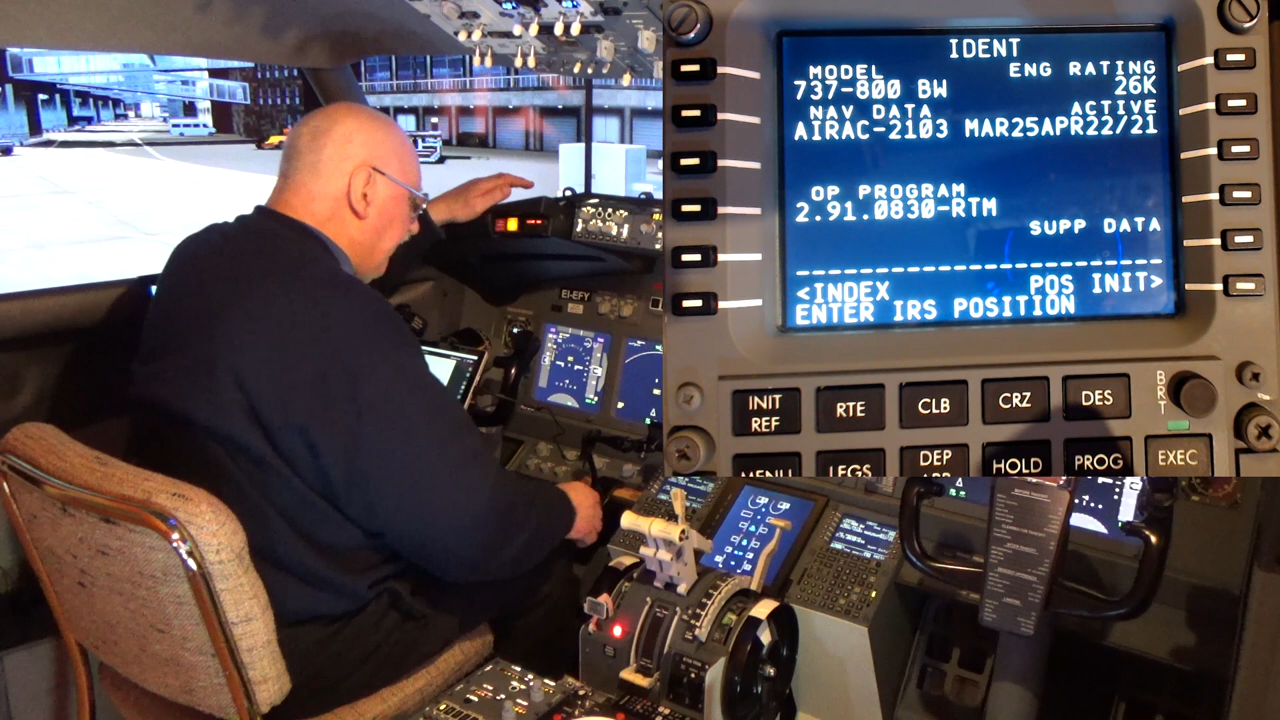 IDENT
MODEL ENG RATING
737-800 BW 26K
NAV DATA ACTIVE
AIRAC-2103 MAR25APR22/21
OP PROGRAM
2.91.0830-RTM
SUPP DATA
------------------------
<INDEX POS INIT>
ENTER IRS POSITION
INIT REF
RTE
CLB
CRZ
DES
BRT
MENU
LEGS
DEP ARR
HOLD
PROG
EXEC
EI-EFY